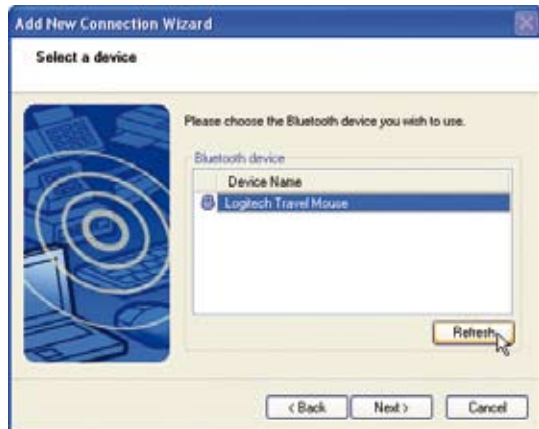 Add New Connection Wizard
Select a device
Please choose the Bluetooth device you wish to use.
Bluetooth device
Device Name
Logitech Travel Mouse
Refresh
< Back Next > Cancel